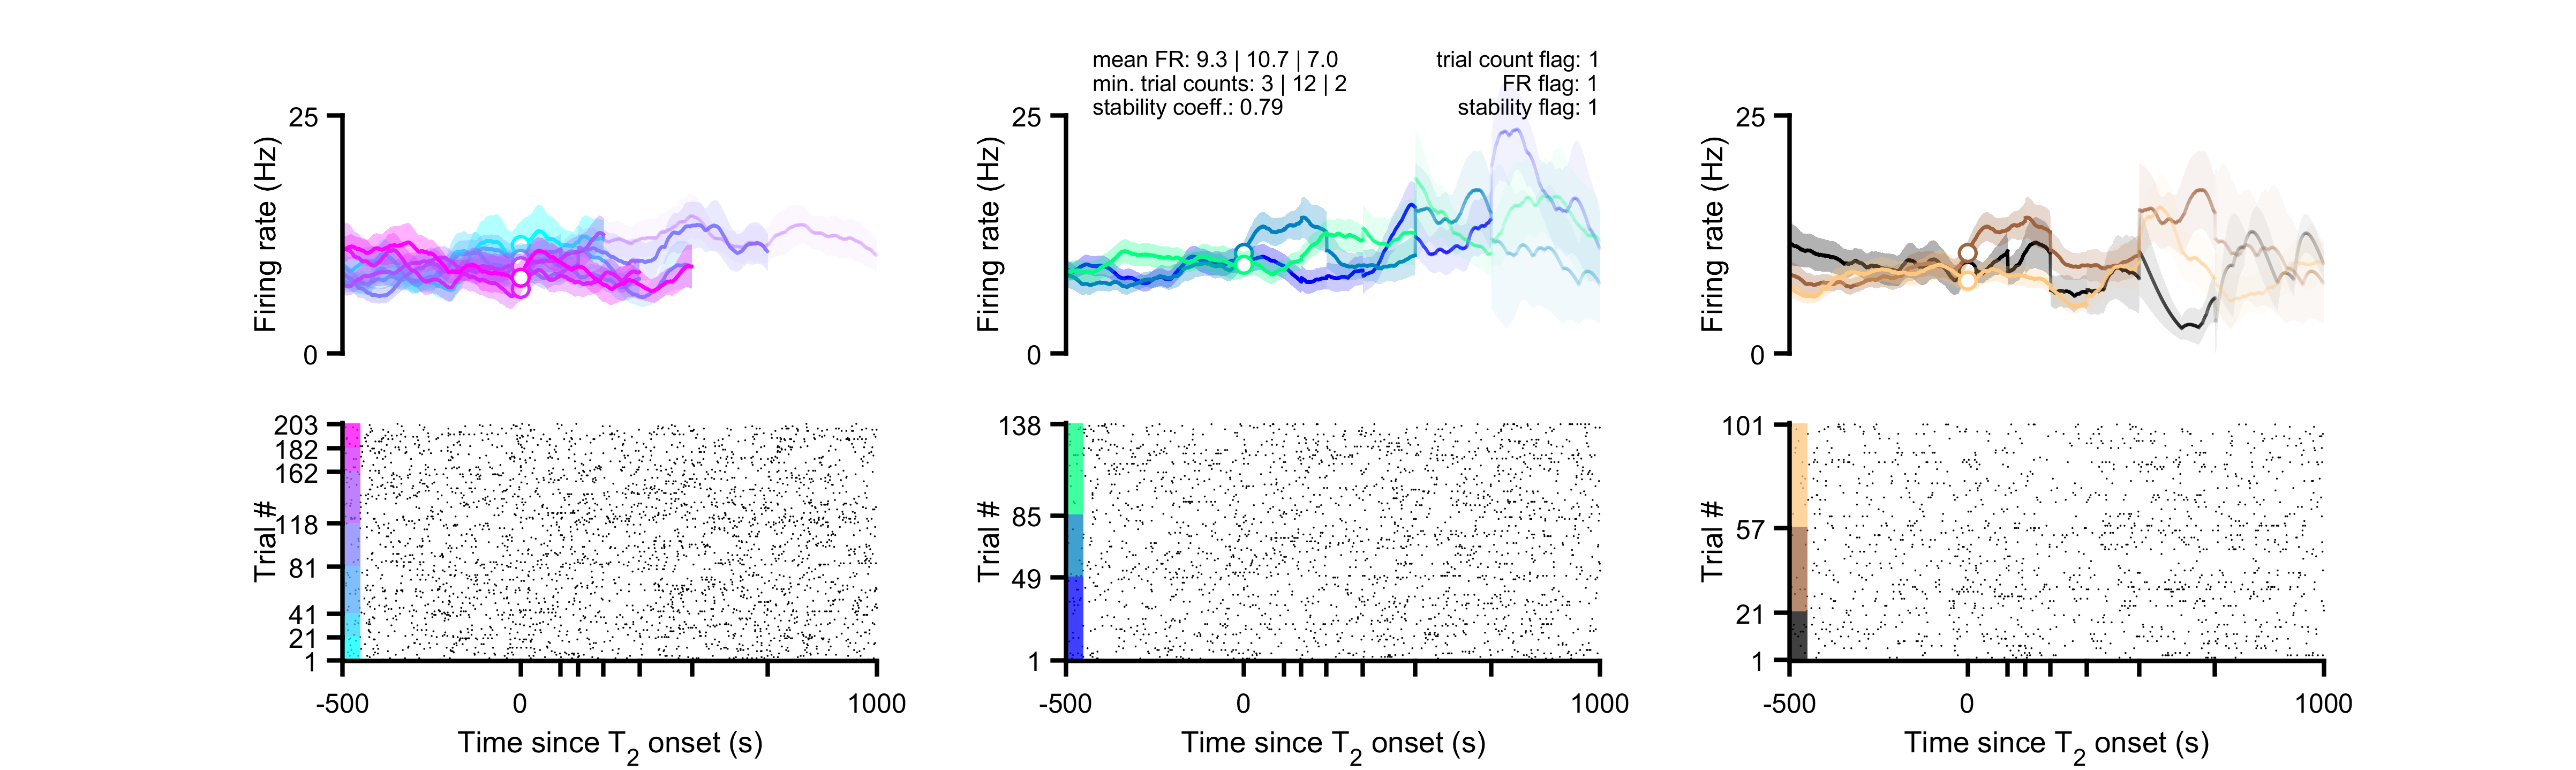 mean FR: 9.3 | 10.7 | 7.0
trial count flag: 1
min. trial counts: 3 | 12 | 2
FR flag: 1
stability coeff.: 0.79
stability flag: 1
25
Firing rate (Hz)
0
25
Firing rate (Hz)
0
25
Firing rate (Hz)
0
203
182
162
118
81
41
21
1
Trial #
-500
0
1000
Time since T2 onset (s)
138
85
49
1
Trial #
-500
0
1000
Time since T2 onset (s)
101
57
21
1
Trial #
-500
0
1000
Time since T2 onset (s)